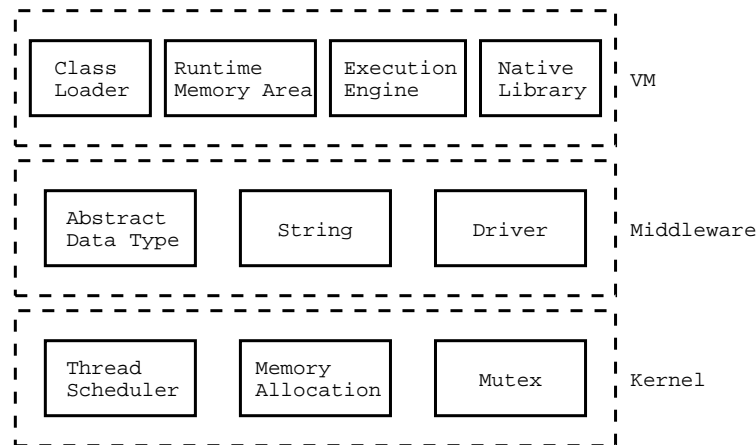 Class
Loader
Runtime
Memory Area
Execution
Engine
Native
Library
VM
Abstract
Data Type
String
Driver
Middleware
Thread
Scheduler
Memory
Allocation
Mutex
Kernel